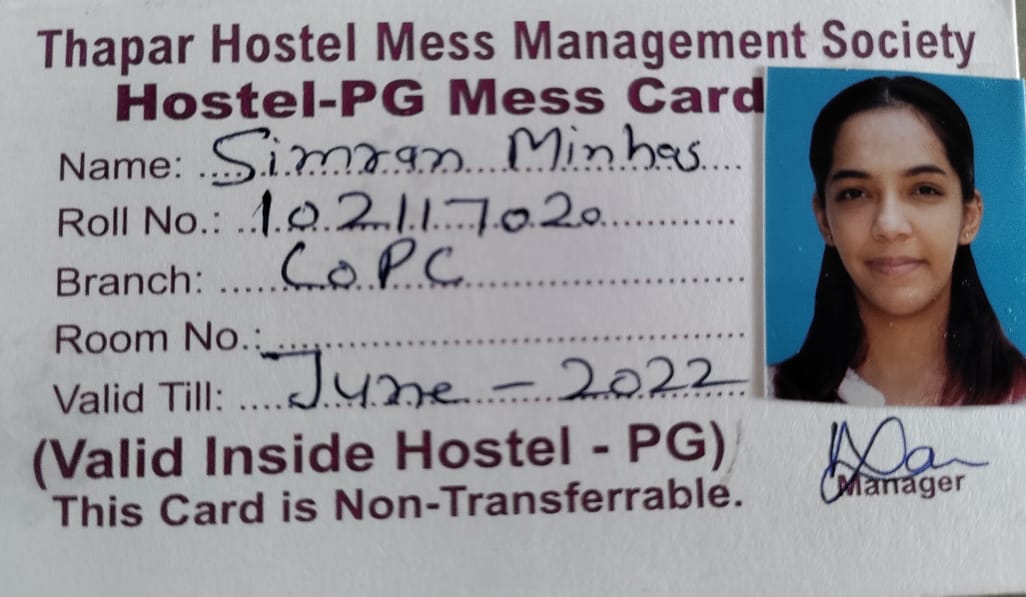 Thapar Hostel Mess Management Society
Hostel-PG Mess Card
Name: Simran Minhas
Roll No.: 102117020
Branch: CoPC
Room No.:
Valid Till: June - 2022
(Valid Inside Hostel - PG)
This Card is Non-Transferrable.
Manager